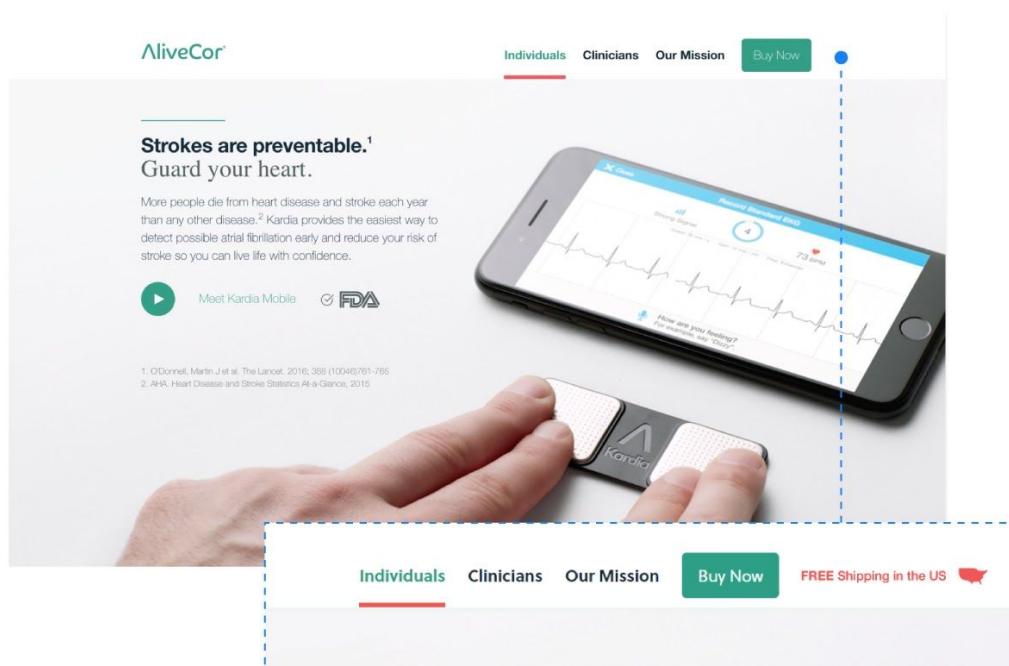 AliveCor®
Individuals Clinicians Our Mission Buy Now
Strokes are preventable.¹
Guard your heart.
More people die from heart disease and stroke each year
than any other disease.² Kardia provides the easiest way to
detect possible atrial fibrillation early and reduce your risk of
stroke so you can live life with confidence.
Meet Kardia Mobile FDA
1. O'Donnell, Martin J et al. The Lancet. 2016; 388 (10046)761-765
2. AHA. Heart Disease and Stroke Statistics At-a-Glance, 2015
Close
Record Standard EKG
Strong Signal
4
73 BPM
How are you feeling?
For example, say "Dizzy"
Kardia
Individuals Clinicians Our Mission Buy Now FREE Shipping in the US